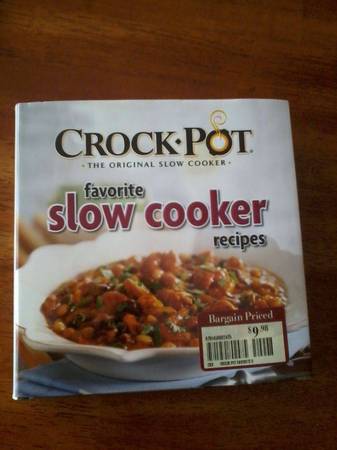 CROCK·POT®
· THE ORIGINAL SLOW COOKER ·
favorite
slow cooker
recipes
Bargain Priced
$9.98